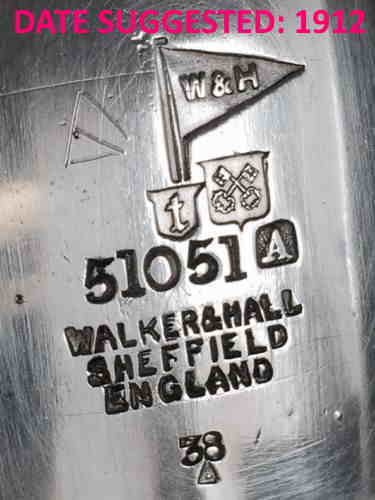 DATE SUGGESTED: 1912
W&H
t
51051 A
WALKER&HALL
SHEFFIELD
ENGLAND
38